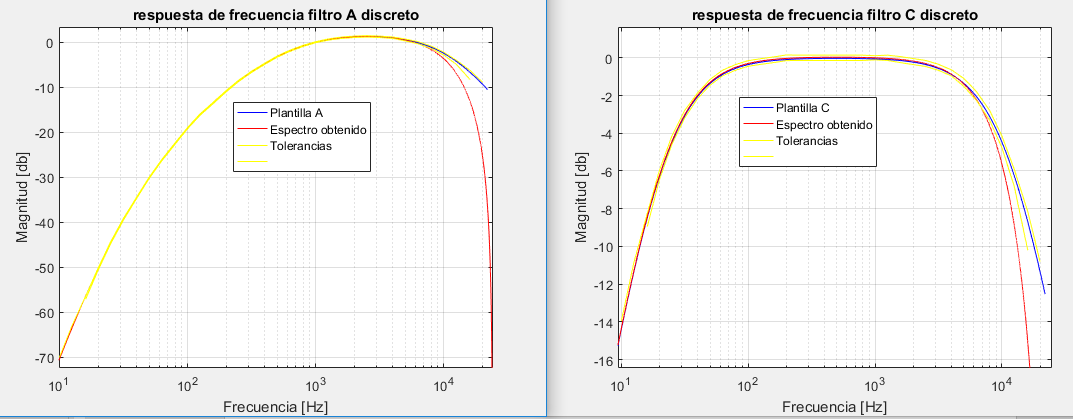 respuesta de frecuencia filtro A discreto
0
-10
-20
-30
-40
-50
-60
-70
Magnitud [db]
Plantilla A
Espectro obtenido
Tolerancias
10^1
10^2
10^3
10^4
Frecuencia [Hz]
respuesta de frecuencia filtro C discreto
0
-2
-4
-6
-8
-10
-12
-14
-16
Magnitud [db]
Plantilla C
Espectro obtenido
Tolerancias
10^1
10^2
10^3
10^4
Frecuencia [Hz]